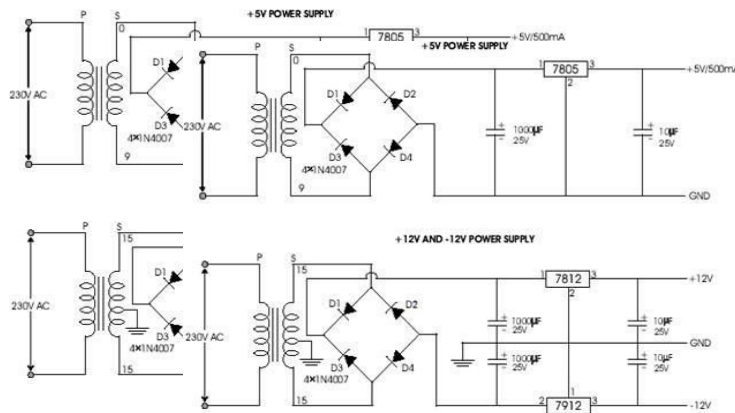 +5V POWER SUPPLY
P S
0
1 7805 3
+5V/500mA
D1
230V AC
D3
4×1N4007
9
+5V POWER SUPPLY
P S
0
1 7805 3
+5V/500mA
2
D1 D2
230V AC
1000µF
25V
10µF
25V
D3 D4
4×1N4007
9
GND
P S
15
D1
230V AC
D3
4×1N4007
15
+12V AND -12V POWER SUPPLY
P S
15
1 7812 3
+12V
2
D1 D2
1000µF
25V
10µF
25V
230V AC
GND
1000µF
25V
10µF
25V
D3 D4
4×1N4007
1
15
2 7912 3
-12V